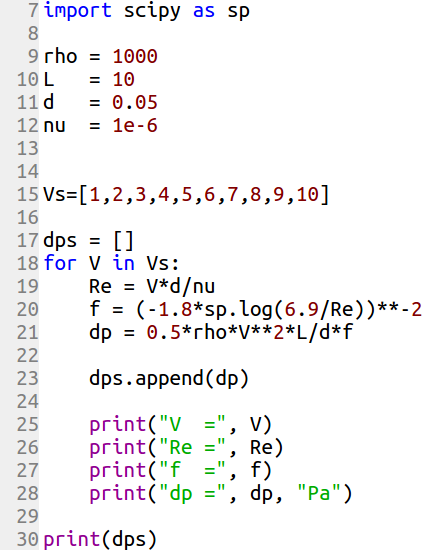 7 import scipy as sp
8
9 rho = 1000
10 L   = 10
11 d   = 0.05
12 nu  = 1e-6
13
14
15 Vs=[1,2,3,4,5,6,7,8,9,10]
16
17 dps = []
18 for V in Vs:
19     Re = V*d/nu
20     f = (-1.8*sp.log(6.9/Re))**-2
21     dp = 0.5*rho*V**2*L/d*f
22
23     dps.append(dp)
24
25     print("V  =", V)
26     print("Re =", Re)
27     print("f  =", f)
28     print("dp =", dp, "Pa")
29
30 print(dps)